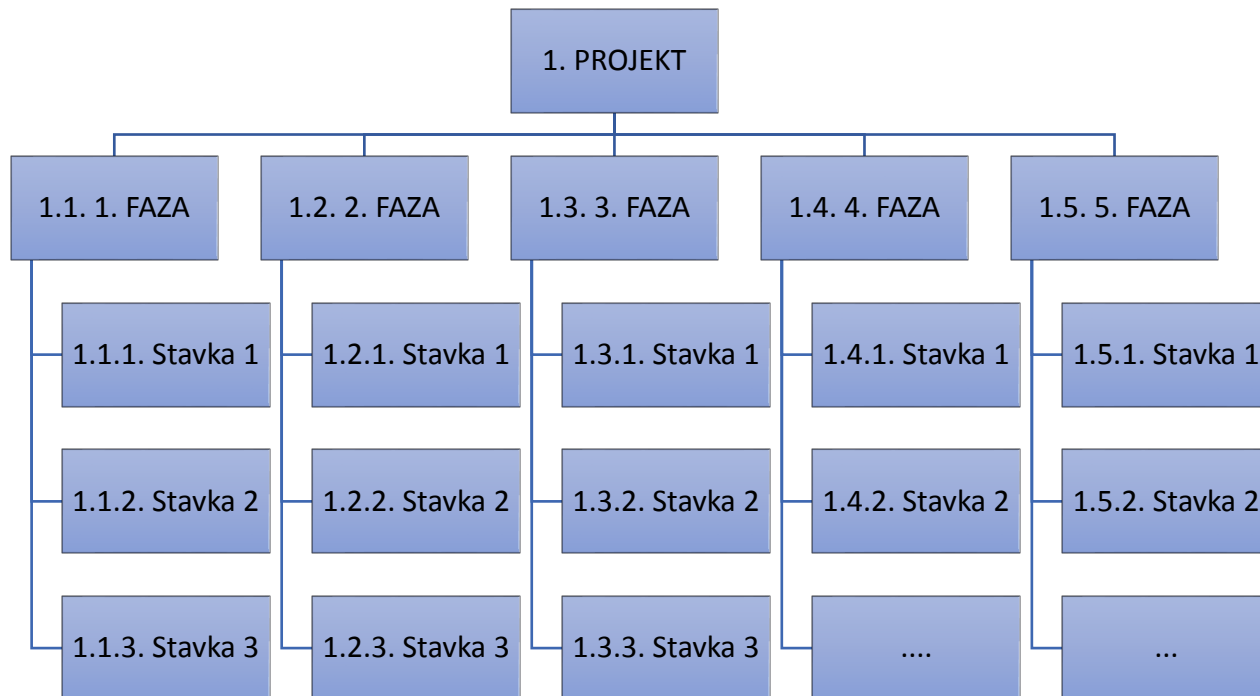 1. PROJEKT
1.1. 1. FAZA
1.2. 2. FAZA
1.3. 3. FAZA
1.4. 4. FAZA
1.5. 5. FAZA
1.1.1. Stavka 1
1.2.1. Stavka 1
1.3.1. Stavka 1
1.4.1. Stavka 1
1.5.1. Stavka 1
1.1.2. Stavka 2
1.2.2. Stavka 2
1.3.2. Stavka 2
1.4.2. Stavka 2
1.5.2. Stavka 2
1.1.3. Stavka 3
1.2.3. Stavka 3
1.3.3. Stavka 3
....
...